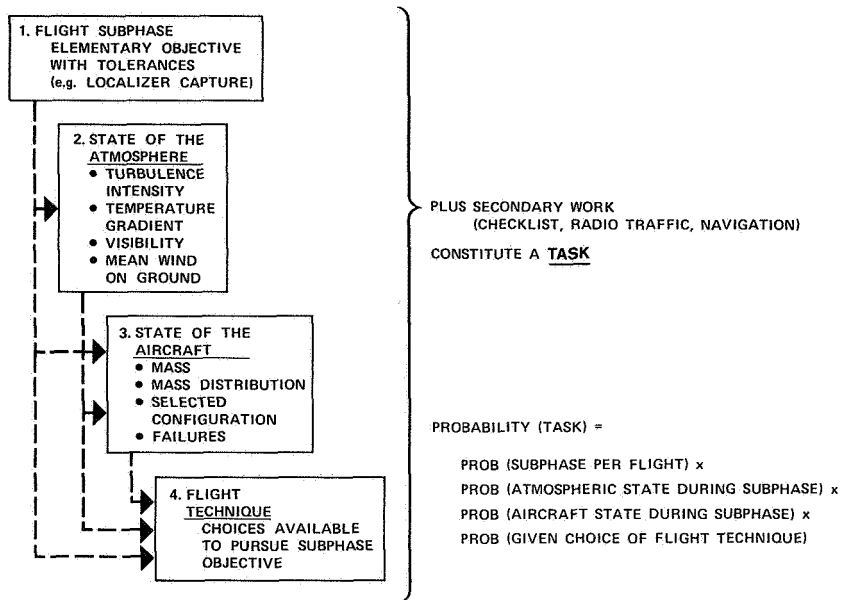 1. FLIGHT SUBPHASE
ELEMENTARY OBJECTIVE
WITH TOLERANCES
(e.g. LOCALIZER CAPTURE)
2. STATE OF THE
ATMOSPHERE
• TURBULENCE
INTENSITY
• TEMPERATURE
GRADIENT
• VISIBILITY
• MEAN WIND
ON GROUND
3. STATE OF THE
AIRCRAFT
• MASS
• MASS DISTRIBUTION
• SELECTED
CONFIGURATION
• FAILURES
4. FLIGHT
TECHNIQUE
CHOICES AVAILABLE
TO PURSUE SUBPHASE
OBJECTIVE
PLUS SECONDARY WORK
(CHECKLIST, RADIO TRAFFIC, NAVIGATION)
CONSTITUTE A TASK
PROBABILITY (TASK) =
PROB (SUBPHASE PER FLIGHT) x
PROB (ATMOSPHERIC STATE DURING SUBPHASE) x
PROB (AIRCRAFT STATE DURING SUBPHASE) x
PROB (GIVEN CHOICE OF FLIGHT TECHNIQUE)